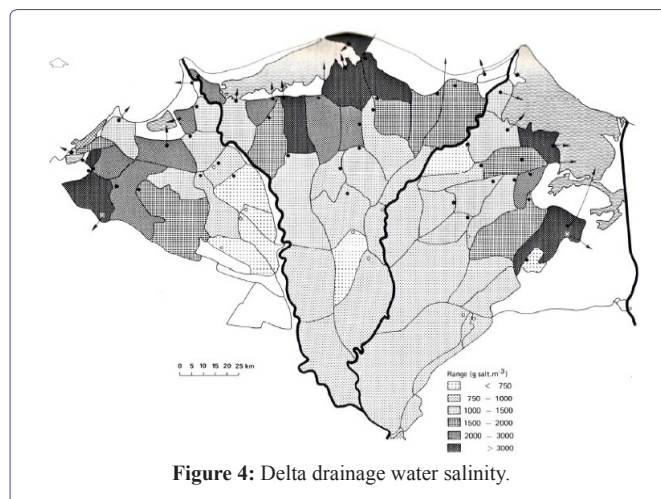 0 5 10 15 20 25 km
Range (g salt.m⁻³)
< 750
750 – 1000
1000 – 1500
1500 – 2000
2000 – 3000
> 3000
Figure 4: Delta drainage water salinity.